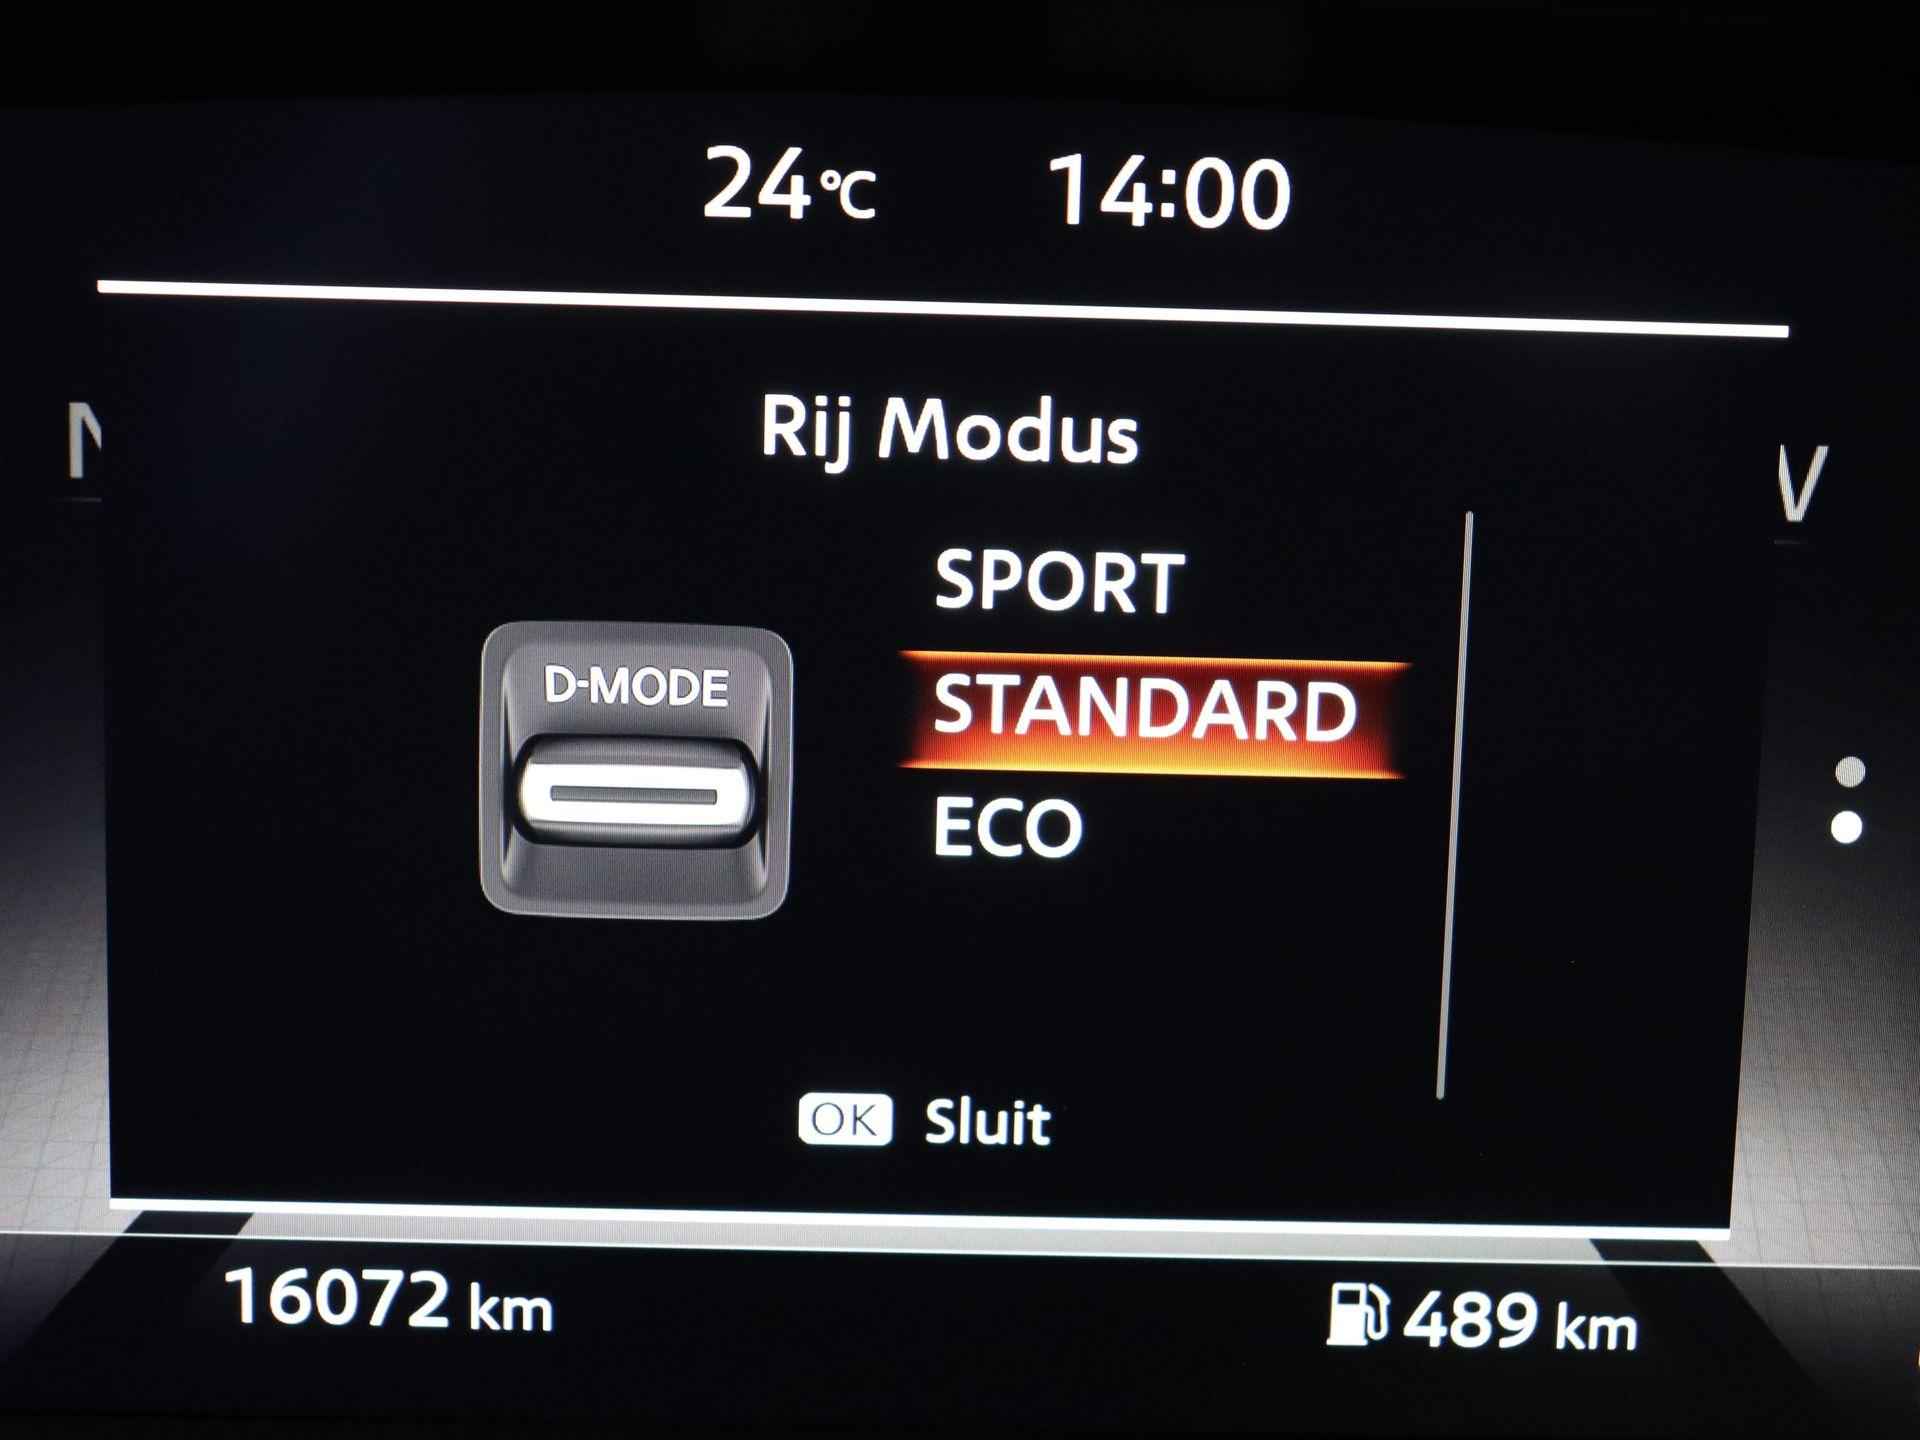 24°C 14:00
Rij Modus
SPORT
D-MODE
STANDARD
ECO
OK Sluit
16072 km
489 km